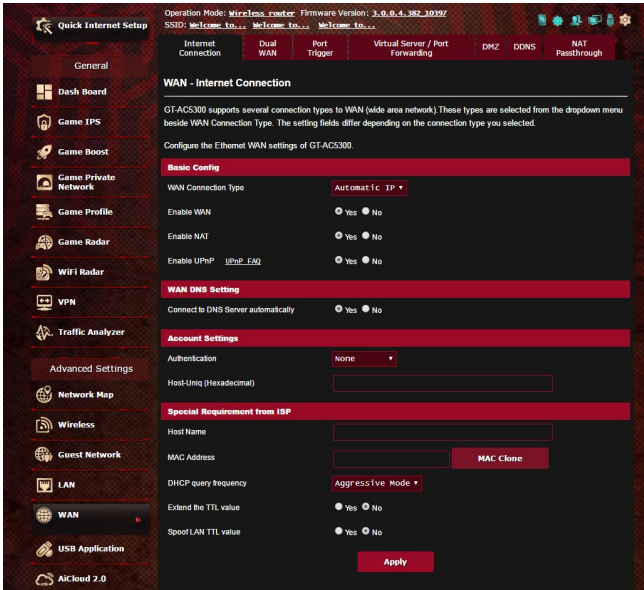 Quick Internet Setup
General
Dash Board
Game IPS
Game Boost
Game Private
Network
Game Profile
Game Radar
WiFi Radar
VPN
Traffic Analyzer
Advanced Settings
Network Map
Wireless
Guest Network
LAN
WAN
USB Application
AiCloud 2.0
Operation Mode: Wireless router Firmware Version: 3.0.0.4.382_10397
SSID: Welcome to... Welcome to... Welcome to...
Internet Connection
Dual WAN
Port Trigger
Virtual Server / Port Forwarding
DMZ
DDNS
NAT Passthrough
WAN - Internet Connection
GT-AC5300 supports several connection types to WAN (wide area network).These types are selected from the dropdown menu
beside WAN Connection Type. The setting fields differ depending on the connection type you selected.
Configure the Ethernet WAN settings of GT-AC5300.
Basic Config
WAN Connection Type Automatic IP
Enable WAN Yes No
Enable NAT Yes No
Enable UPnP UPnP FAQ Yes No
WAN DNS Setting
Connect to DNS Server automatically Yes No
Account Settings
Authentication None
Host-Uniq (Hexadecimal)
Special Requirement from ISP
Host Name
MAC Address MAC Clone
DHCP query frequency Aggressive Mode
Extend the TTL value Yes No
Spoof LAN TTL value Yes No
Apply